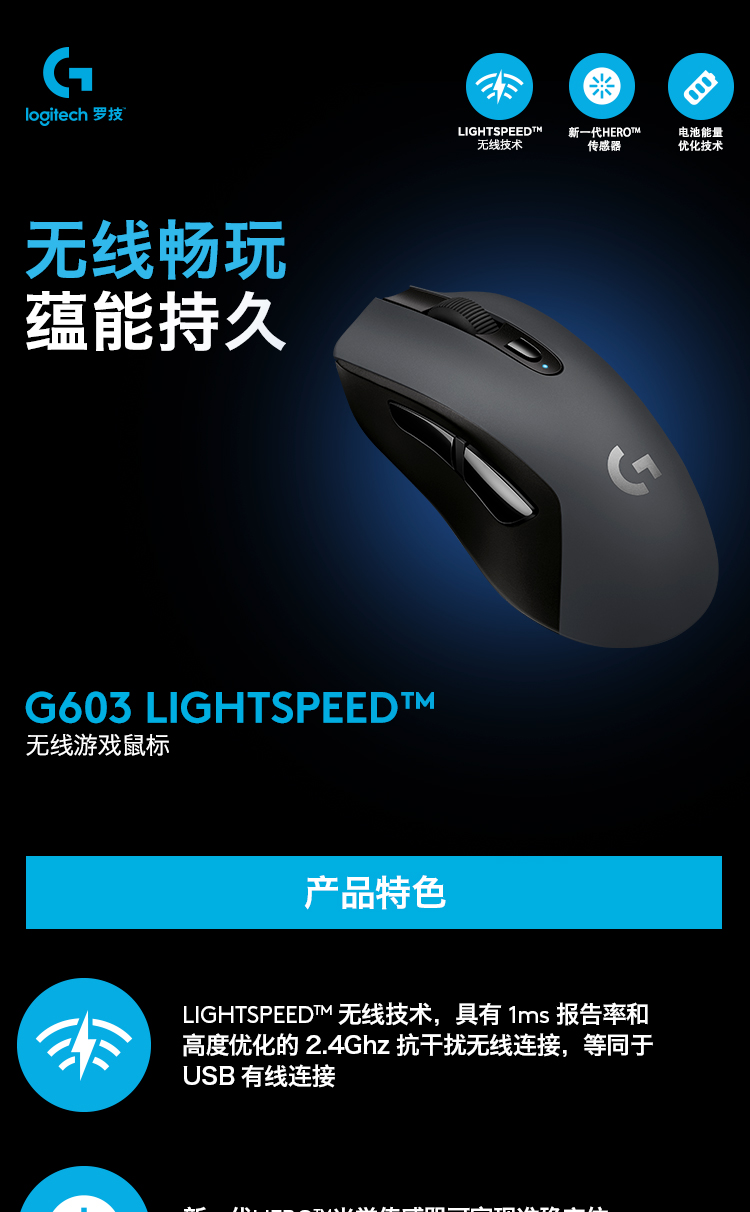 logitech 罗技
LIGHTSPEED™
无线技术
新一代HERO™
传感器
电池能量
优化技术
无线畅玩
蕴能持久
G603 LIGHTSPEED™
无线游戏鼠标
产品特色
LIGHTSPEED™ 无线技术，具有 1ms 报告率和
高度优化的 2.4Ghz 抗干扰无线连接，等同于
USB 有线连接